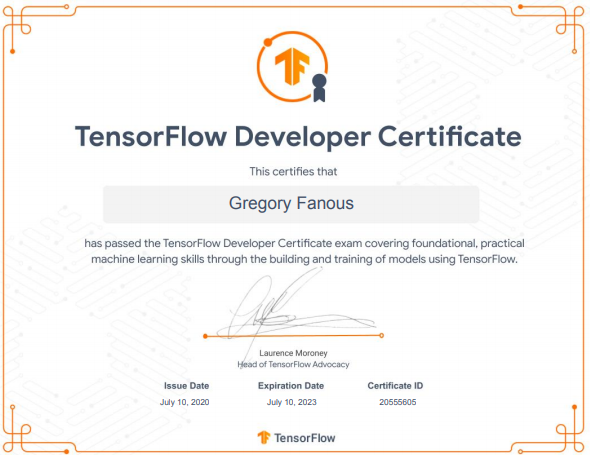 TensorFlow Developer Certificate
This certifies that
Gregory Fanous
has passed the TensorFlow Developer Certificate exam covering foundational, practical
machine learning skills through the building and training of models using TensorFlow.
Laurence Moroney
Head of TensorFlow Advocacy
Issue Date Expiration Date Certificate ID
July 10, 2020 July 10, 2023 20555605
TensorFlow